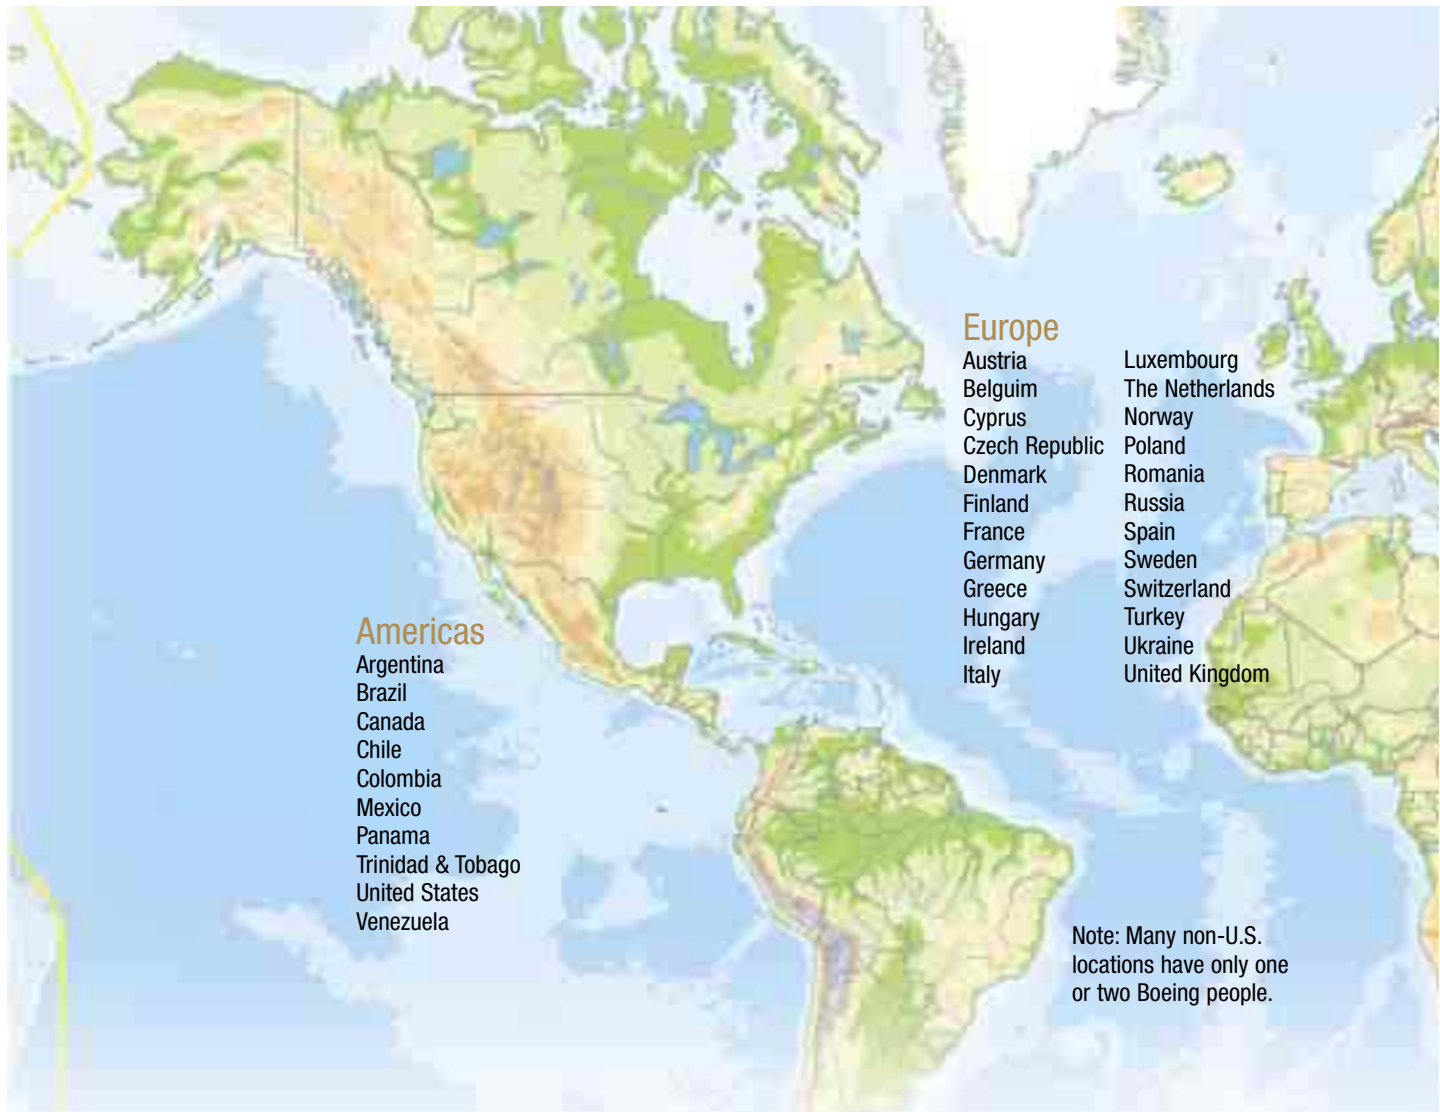 Europe
Austria
Belguim
Cyprus
Czech Republic
Denmark
Finland
France
Germany
Greece
Hungary
Ireland
Italy
Luxembourg
The Netherlands
Norway
Poland
Romania
Russia
Spain
Sweden
Switzerland
Turkey
Ukraine
United Kingdom
Americas
Argentina
Brazil
Canada
Chile
Colombia
Mexico
Panama
Trinidad & Tobago
United States
Venezuela
Note: Many non-U.S.
locations have only one
or two Boeing people.